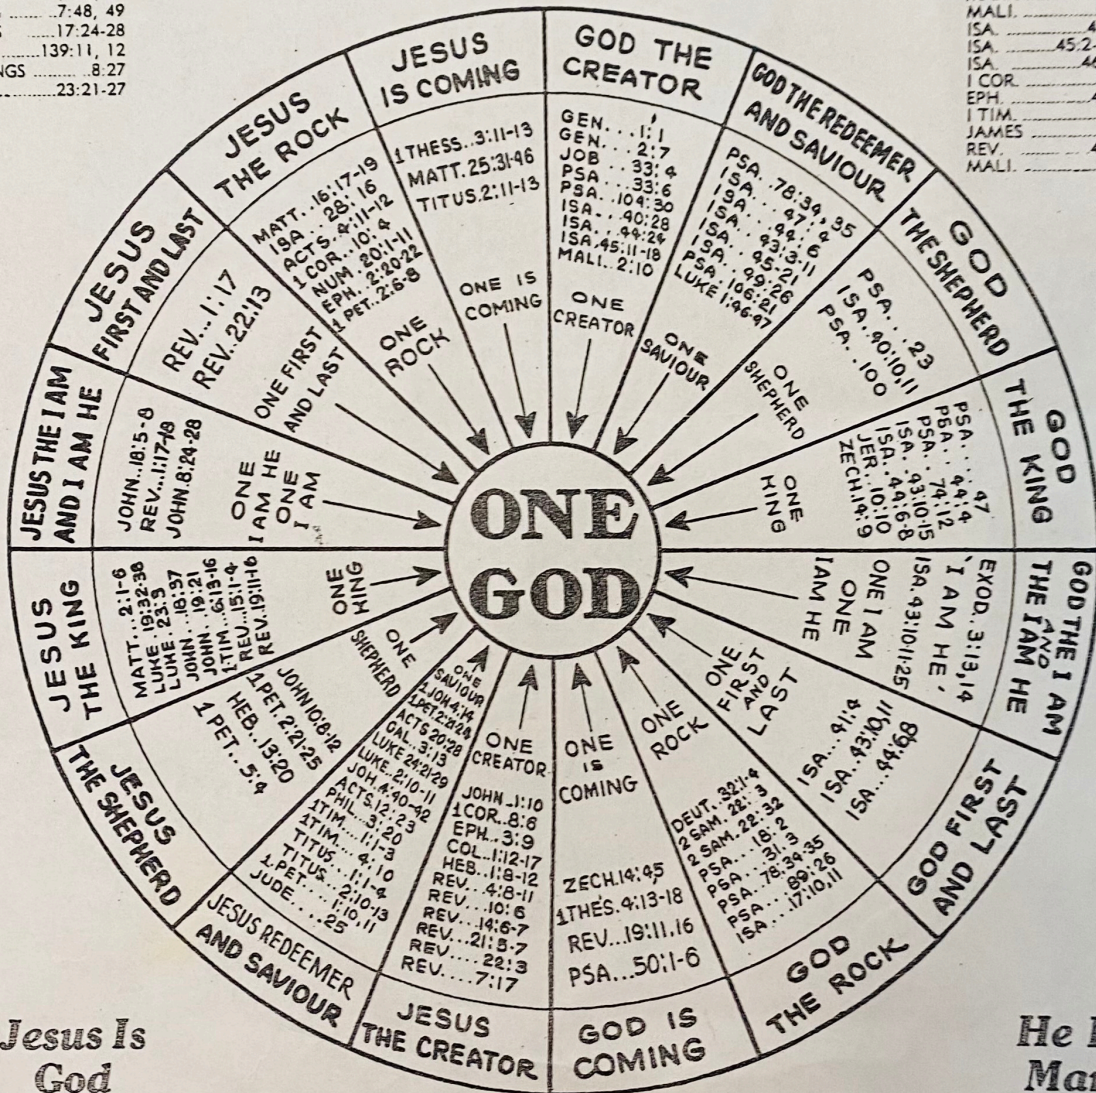 7:48, 49
17:24-28
139:11, 12
NGS ........ 8:27
........ 23:21-27
MALI. ........
ISA. ........ 4
ISA. ........ 45:2-
ISA. ........ 46
I COR. ........
EPH. ........ 4
I TIM. ........
JAMES ........
REV. ........ 4
MALI. ........
GOD THE
CREATOR
GEN...1:1
GEN...2:7
JOB...33:4
PSA...33:6
PSA...104:30
ISA...40:28
ISA...44:24
ISA.45:11-18
MALI..2:10
ONE
CREATOR
GOD THE REDEEMER
AND SAVIOUR
PSA..78:34,35
ISA...47:4
ISA...44:6
ISA...43:3-11
ISA...45-21
ISA...49:26
PSA..106:21
LUKE 1:46-47
ONE
SAVIOUR
GOD
THE SHEPHERD
PSA...23
ISA..40:10,11
PSA..100
ONE
SHEPHERD
GOD
THE KING
PSA....47
PSA..44:4
PSA..74:12
ISA..43:10-15
ISA..44:6-8
JER..10:10
ZECH.14:9
ONE
KING
GOD THE I AM
AND
THE I AM HE
EXOD. 3:13,14
'I AM HE'
ISA. 43:10,11-25
ONE I AM
ONE
I AM HE
GOD FIRST
AND LAST
ISA...41:4
ISA...43:10,11
ISA...44:6,8
ONE
FIRST
AND
LAST
GOD
THE ROCK
DEUT..32:1-4
2 SAM. 22:3
2 SAM.22:32
PSA...18:2
PSA...31:3
PSA..78:34-35
PSA...89:26
ISA...17:10,11
ONE
ROCK
GOD IS
COMING
ONE
IS
COMING
ZECH.14:4,5
1THES.4:13-18
REV...19:11,16
PSA...50:1-6
JESUS
THE CREATOR
ONE
CREATOR
JOHN..1:10
1COR..8:6
EPH...3:9
COL..1:12-17
HEB..1:8-12
REV...4:8-11
REV...10:6
REV...14:6-7
REV...21:5-7
REV....22:3
REV....7:17
JESUS REDEEMER
AND SAVIOUR
ONE
SAVIOUR
1 JOH 4:14
1.PET.2:2-24
ACTS 20:28
GAL..3:13
LUKE 24:21-29
LUKE..2:10-11
JOH.4:40-42
ACTS.12:23
PHIL...3:20
1TIM...1:1-3
1TIM...4:10
TITUS..1:1-4
TITUS..2:10-13
1.PET...1:10,11
JUDE....25
JESUS
THE SHEPHERD
ONE
SHEPHERD
JOHN10:8-12
1.PET.2:21-25
HEB..13:20
1 PET...5:4
JESUS
THE KING
MATT...2:1-6
LUKE 19:32-38
LUKE.23.3
JOHN..18:37
JOHN..19:21
1TIM...6:13-16
REV...15:1-4
REV..19:11-16
ONE
KING
JESUS THE I AM
AND I AM HE
JOHN..18:5-8
REV...1:17-18
JOHN.8:24-28
ONE
I AM HE
ONE
I AM
JESUS
FIRST AND LAST
REV...1:17
REV..22:13
ONE FIRST
AND LAST
JESUS
THE ROCK
MATT..16:17-19
ISA...28:16
ACTS.4:11-12
1 COR..10:4
NUM.20:1-11
EPH..2:20-22
1.PET.2:6-8
ONE
ROCK
JESUS
IS COMING
1THESS..3:11-13
MATT.25:31-46
TITUS.2:11-13
ONE IS
COMING
ONE
GOD
Jesus Is
God
He I
Man